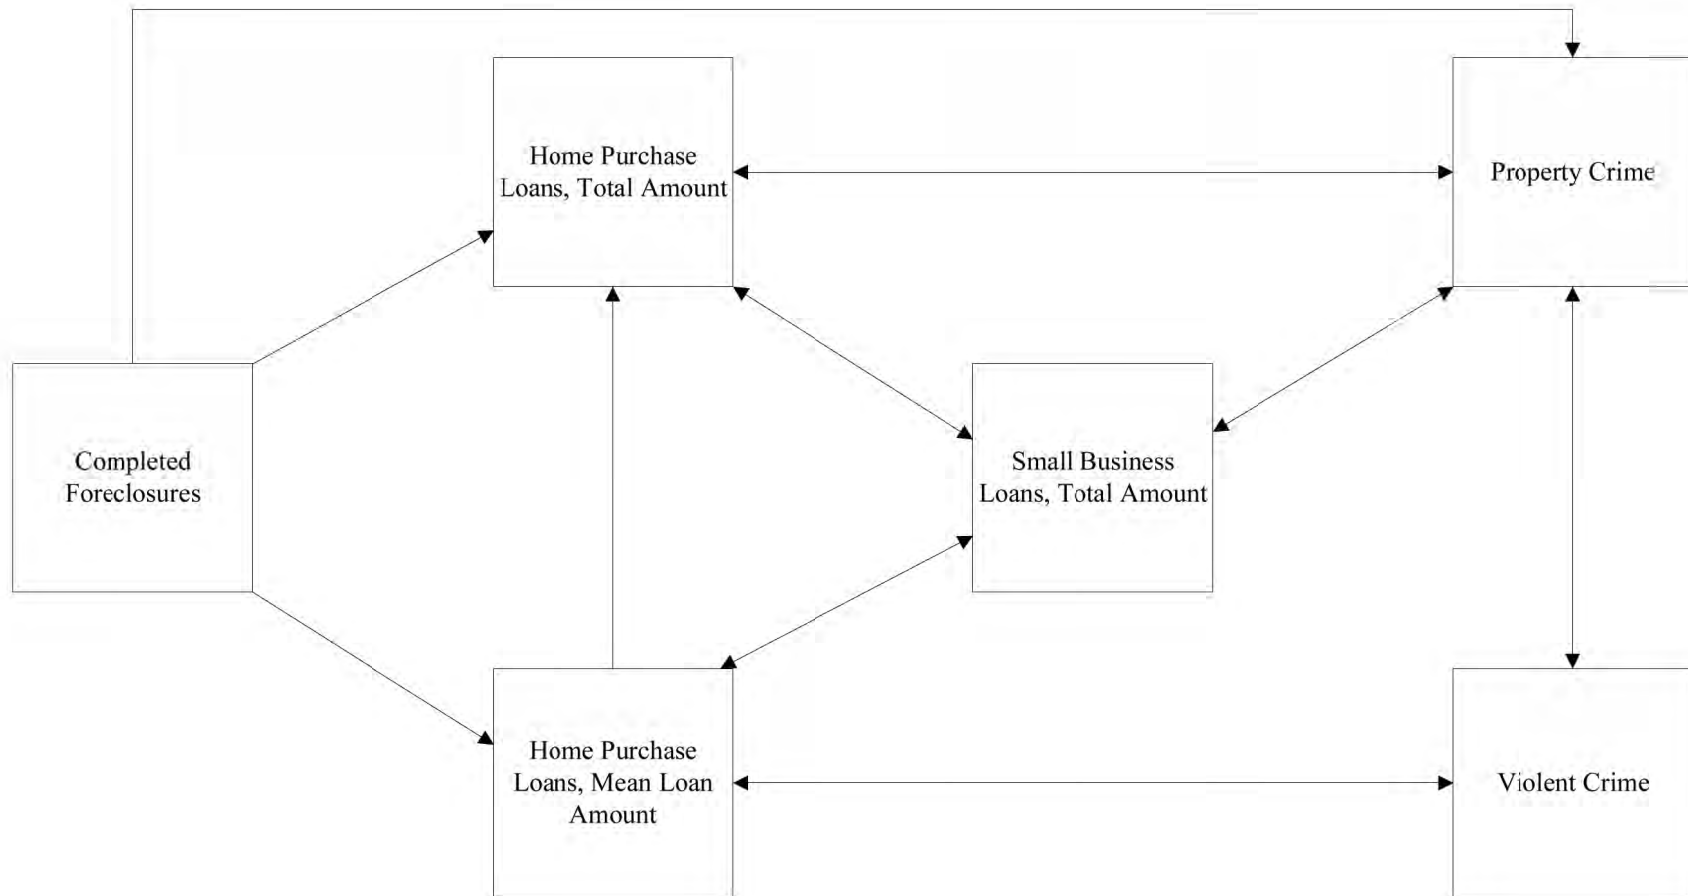 Home Purchase
Loans, Total Amount
Property Crime
Completed
Foreclosures
Small Business
Loans, Total Amount
Home Purchase
Loans, Mean Loan
Amount
Violent Crime